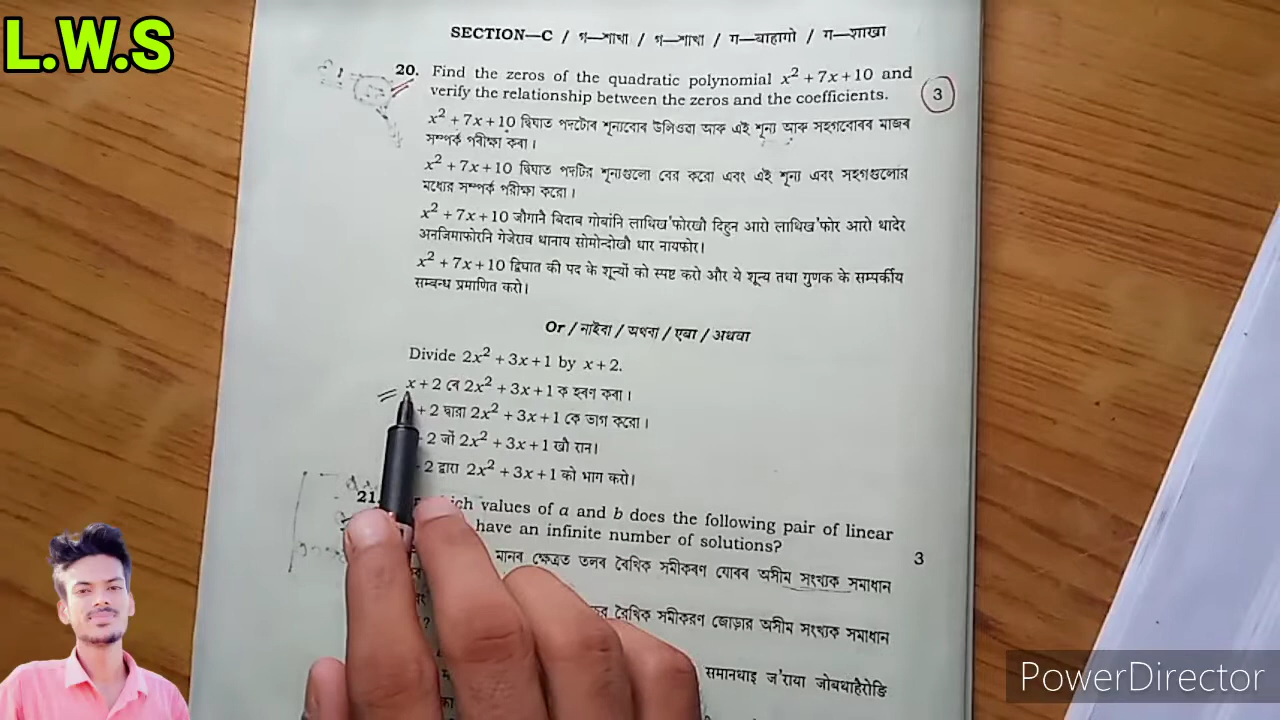 L.W.S
SECTION—C / গ—শাখা / গ—শাখা / ग—बाहागो / ग—शाखा
20. Find the zeros of the quadratic polynomial x² + 7x + 10 and
verify the relationship between the zeros and the coefficients. 3
x² + 7x + 10 দ্বিঘাত পদটোৰ শূন্যবোৰ উলিওৱা আৰু এই শূন্য আৰু সহগবোৰৰ মাজৰ
সম্পৰ্ক পৰীক্ষা কৰা।
x² + 7x + 10 দ্বিঘাত পদটির শূন্যগুলো বের করো এবং এই শূন্য এবং সহগগুলোর
মধ্যের সম্পর্ক পরীক্ষা করো।
x² + 7x + 10 जौगानै बिदाब गोबांनि लाथिख'फोरखौ दिहुन आरो लाथिख'फोर आरो थादेर
अनजिमाफोरनि गेजेराव थानाय सोमोन्दोखौ थार नायफोर।
x² + 7x + 10 द्विघात की पद के शून्यों को स्पष्ट करो और ये शून्य तथा गुणक के सम्पर्कीय
सम्बन्ध प्रमाणित करो।
Or / নাইবা / অথবা / एबा / अथवा
Divide 2x² + 3x + 1 by x + 2.
x + 2 ৰে 2x² + 3x + 1 ক হৰণ কৰা।
+ 2 দ্বারা 2x² + 3x + 1 কে ভাগ করো।
2 जों 2x² + 3x + 1 खौ रान।
2 द्वारा 2x² + 3x + 1 को भाग करो।
21. values of a and b does the following pair of linear
have an infinite number of solutions? 3
মানৰ ক্ষেত্ৰত তলৰ ৰৈখিক সমীকৰণ যোৰৰ অসীম সংখ্যক সমাধান
রৈখিক সমীকরণ জোড়ার অসীম সংখ্যক সমাধান
समानथाइ ज'राया जोबथाहैरोङि
PowerDirector